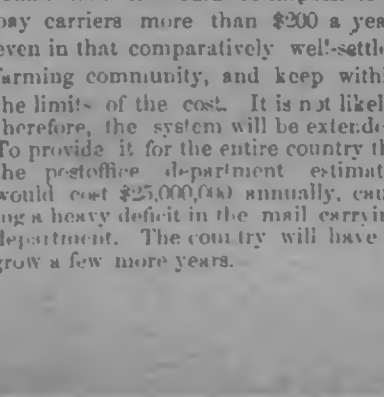 pay carriers more than $200 a yea
even in that comparatively well-settle
farming community, and keep withi
the limits of the cost. It is not likel
therefore, the system will be extende
To provide it for the entire country th
the postoffice department estimat
would cost $25,000,000 annually, cau
ing a heavy deficit in the mail carryin
department. The country will have
grow a few more years.